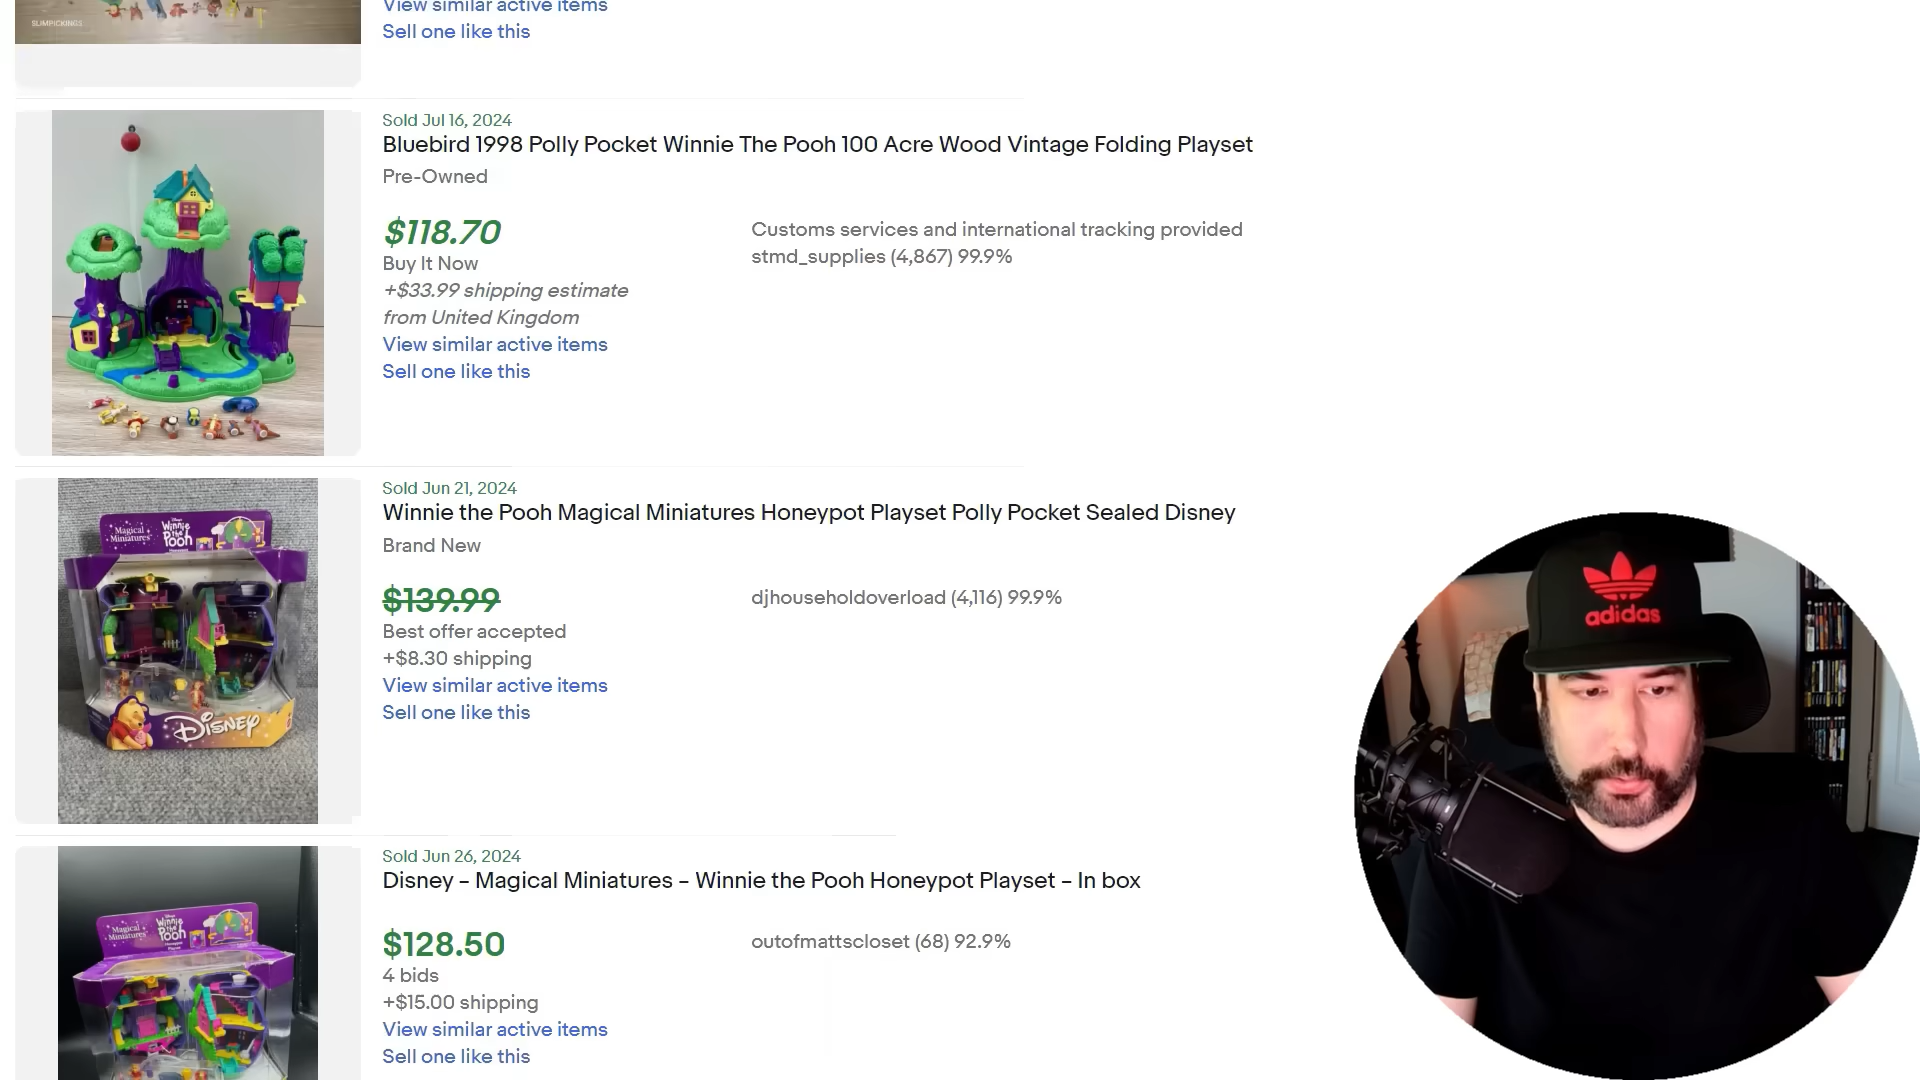 SLIMPICKINGS
View similar active items
Sell one like this
Sold Jul 16, 2024
Bluebird 1998 Polly Pocket Winnie The Pooh 100 Acre Wood Vintage Folding Playset
Pre-Owned
$118.70
Buy It Now
+$33.99 shipping estimate
from United Kingdom
View similar active items
Sell one like this
Customs services and international tracking provided
stmd_supplies (4,867) 99.9%
Sold Jun 21, 2024
Winnie the Pooh Magical Miniatures Honeypot Playset Polly Pocket Sealed Disney
Brand New
$139.99
Best offer accepted
+$8.30 shipping
View similar active items
Sell one like this
djhouseholdoverload (4,116) 99.9%
Magical
Miniatures
Winnie
the
Pooh
Disney
Sold Jun 26, 2024
Disney – Magical Miniatures – Winnie the Pooh Honeypot Playset – In box
$128.50
4 bids
+$15.00 shipping
View similar active items
Sell one like this
outofmattscloset (68) 92.9%
Magical
Miniatures
Winnie
the
Pooh
adidas